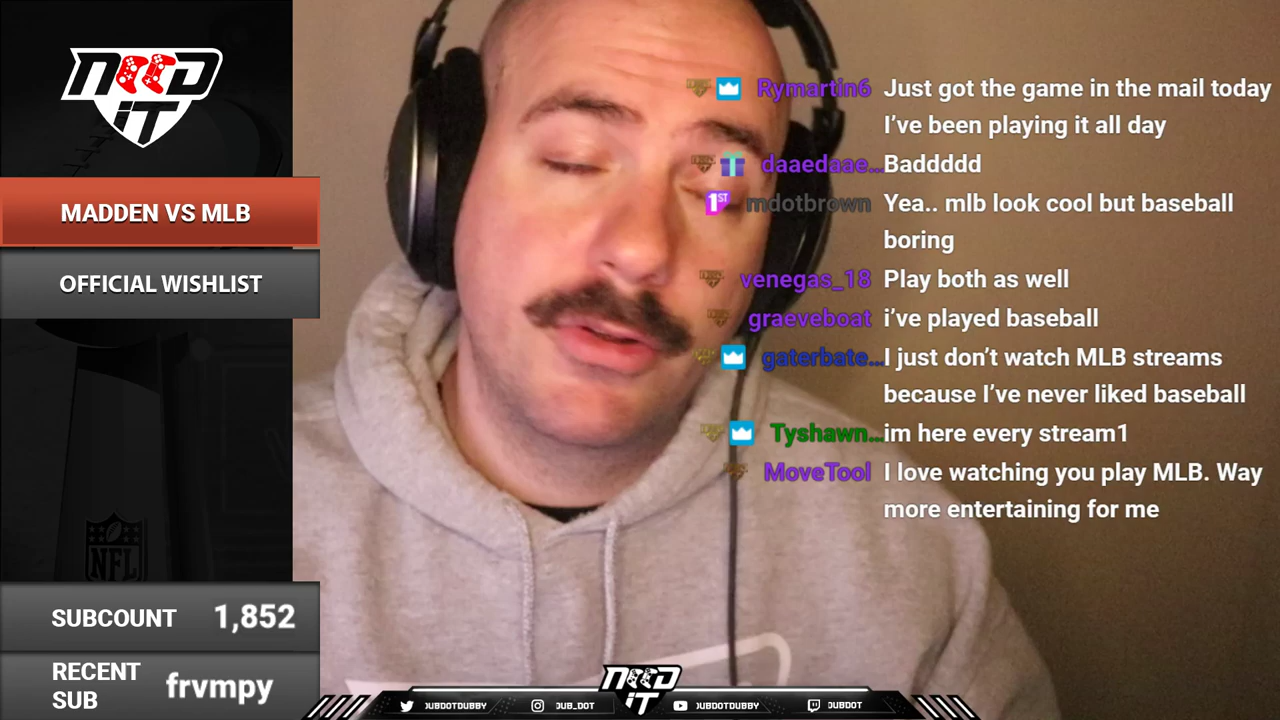 NEED IT
MADDEN VS MLB
OFFICIAL WISHLIST
NFL
SUBCOUNT 1,852
RECENT SUB frvmpy
Rymartin6 Just got the game in the mail today
I've been playing it all day
daaedaae... Baddddd
1ST mdotbrown Yea.. mlb look cool but baseball
boring
venegas_18 Play both as well
graeveboat i've played baseball
gaterbate... I just don't watch MLB streams
because I've never liked baseball
Tyshawn... im here every stream1
MoveTool I love watching you play MLB. Way
more entertaining for me
NEED IT
DUBDOTDUBBY DUB_DOT DUBDOTDUBBY DUBDOT